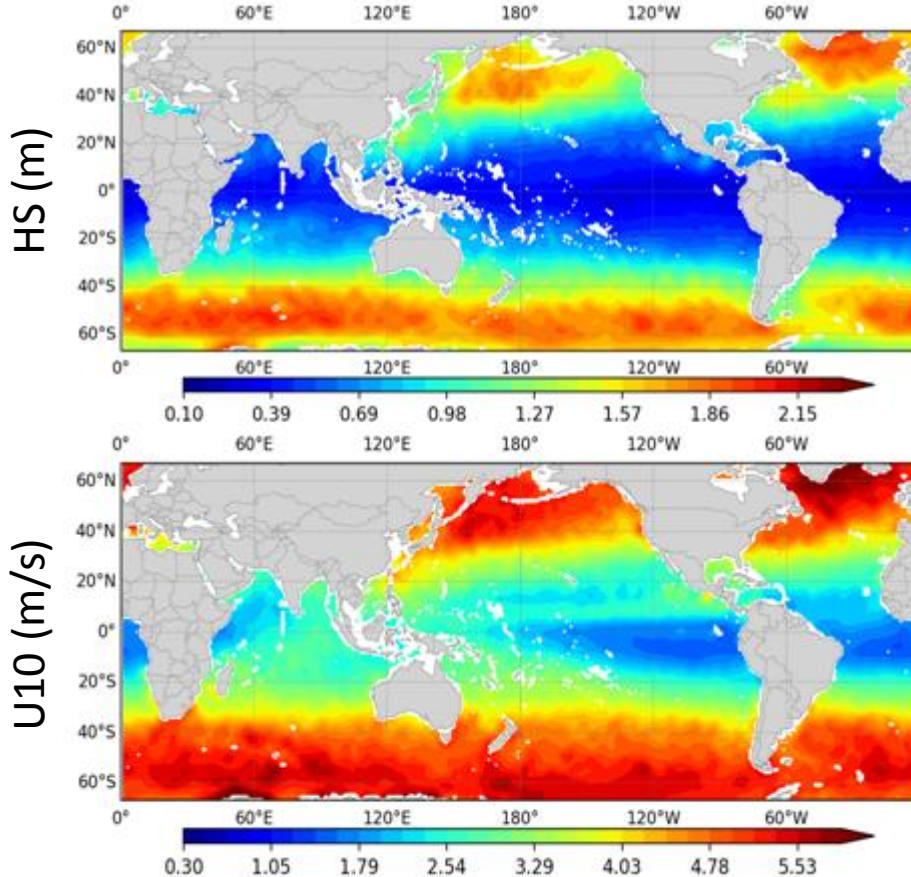 0° 60°E 120°E 180° 120°W 60°W
HS (m)
60°N
40°N
20°N
0°
20°S
40°S
60°S
0° 60°E 120°E 180° 120°W 60°W
0.10 0.39 0.69 0.98 1.27 1.57 1.86 2.15
0° 60°E 120°E 180° 120°W 60°W
U10 (m/s)
60°N
40°N
20°N
0°
20°S
40°S
60°S
0° 60°E 120°E 180° 120°W 60°W
0.30 1.05 1.79 2.54 3.29 4.03 4.78 5.53